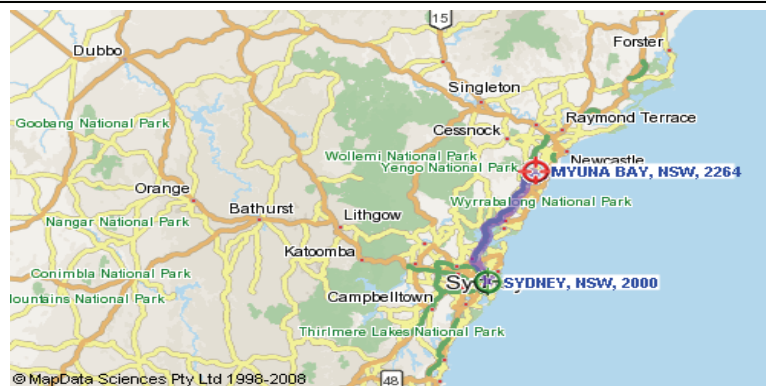 15
Forster
Dubbo
Singleton
Raymond Terrace
Goobang National Park
Cessnock
Wollemi National Park
Yengo National Park
Newcastle
MYUNA BAY, NSW, 2264
Orange
Wyrrabalong National Park
Bathurst
Lithgow
Nangar National Park
Katoomba
Conimbla National Park
SYDNEY, NSW, 2000
Campbelltown
ountains National Park
Thirlmere Lakes National Park
© MapData Sciences Pty Ltd 1998-2008
48